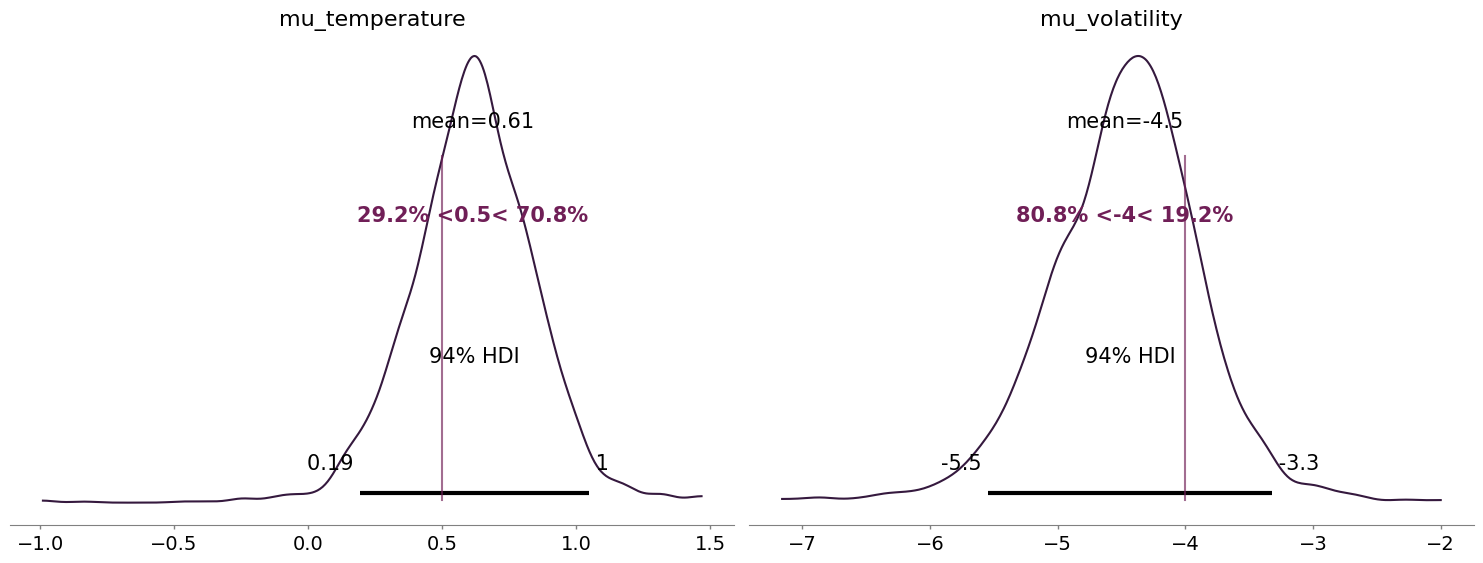 mu_temperature
mean=0.61
29.2% <0.5< 70.8%
94% HDI
0.19
1
−1.0
−0.5
0.0
0.5
1.0
1.5
mu_volatility
mean=-4.5
80.8% <-4< 19.2%
94% HDI
-5.5
-3.3
−7
−6
−5
−4
−3
−2